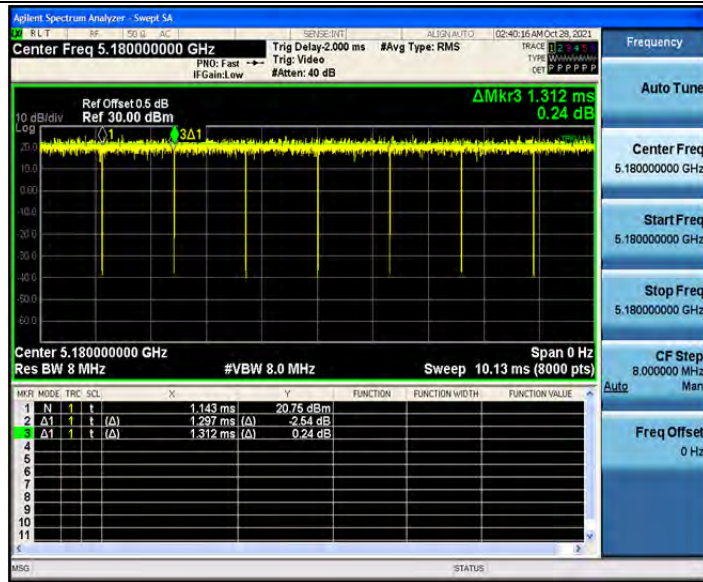 Agilent Spectrum Analyzer - Swept SA
RLT RF 50 Ω AC SENSE:INT ALIGN AUTO 02:40:16 AM Oct 28, 2021
Center Freq 5.180000000 GHz
PNO: Fast
IFGain:Low
Trig Delay-2.000 ms
Trig: Video
#Atten: 40 dB
#Avg Type: RMS
TRACE 1 2 3 4 5 6
TYPE
DET P P P P P P
Frequency
Auto Tune
Center Freq
5.180000000 GHz
Start Freq
5.180000000 GHz
Stop Freq
5.180000000 GHz
CF Step
8.000000 MHz
Auto Man
Freq Offset
0 Hz
ΔMkr3 1.312 ms
0.24 dB
Ref Offset 0.5 dB
10 dB/div Ref 30.00 dBm
Log
1
3Δ1
20.0
10.0
0.00
-10.0
-20.0
-30.0
-40.0
-50.0
-60.0
Center 5.180000000 GHz Span 0 Hz
Res BW 8 MHz #VBW 8.0 MHz Sweep 10.13 ms (8000 pts)
MKR MODE TRC SCL X Y FUNCTION FUNCTION WIDTH FUNCTION VALUE
1 N 1 t 1.143 ms 20.75 dBm
2 Δ1 1 t (Δ) 1.297 ms (Δ) -2.54 dB
3 Δ1 1 t (Δ) 1.312 ms (Δ) 0.24 dB
4
5
6
7
8
9
10
11
MSG STATUS